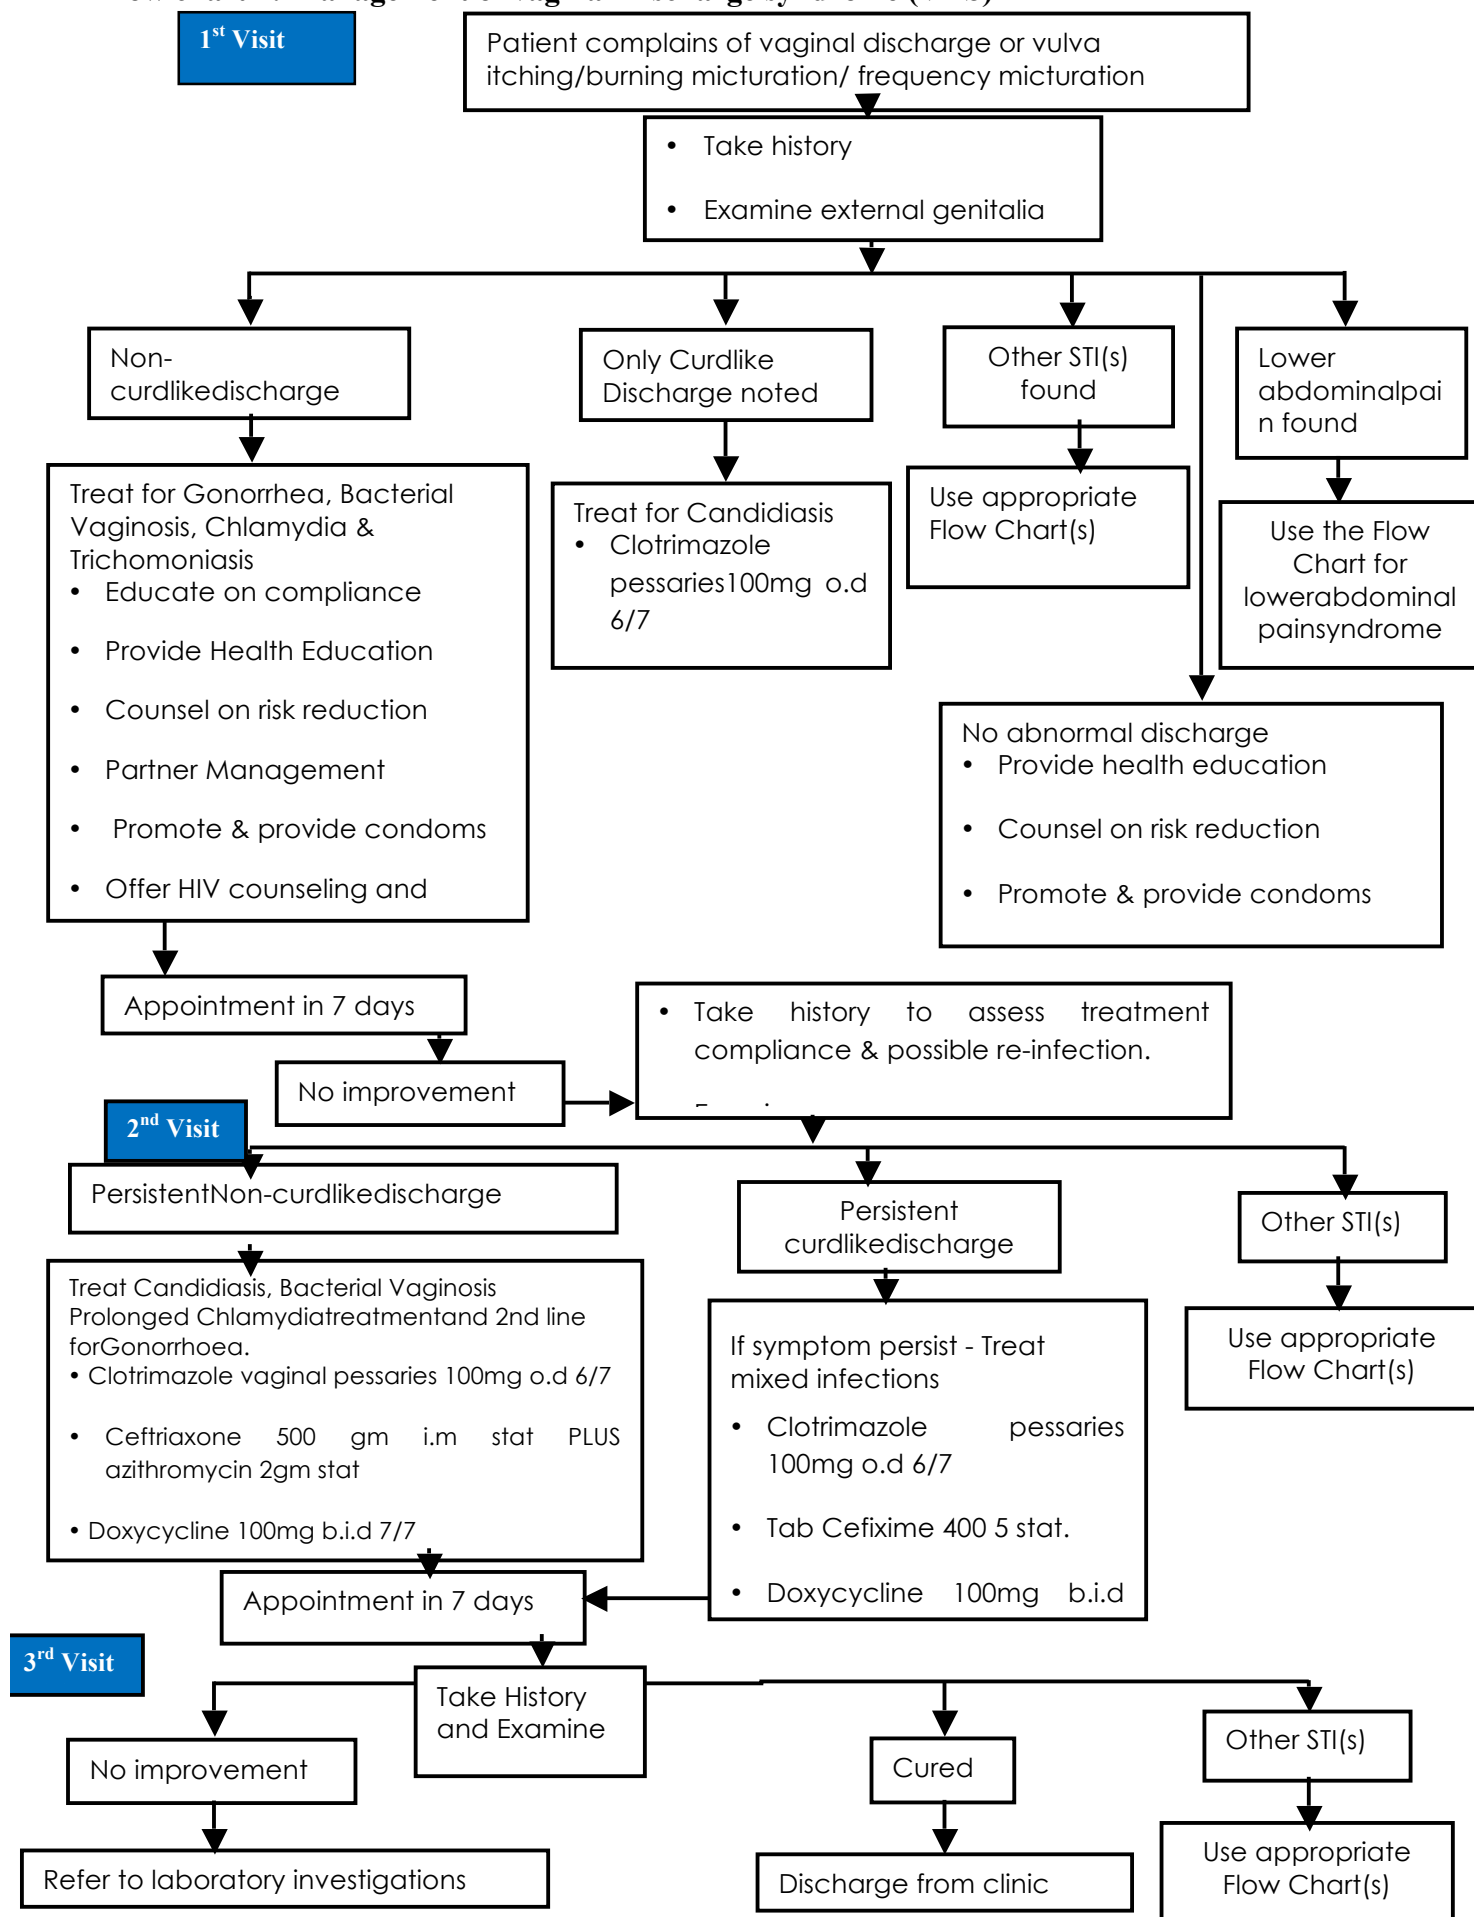 1st Visit
Patient complains of vaginal discharge or vulva
itching/burning micturation/ frequency micturation
• Take history
• Examine external genitalia
Non-
curdlikedischarge
Only Curdlike
Discharge noted
Other STI(s)
found
Lower
abdominalpai
n found
Treat for Gonorrhea, Bacterial
Vaginosis, Chlamydia &
Trichomoniasis
• Educate on compliance
• Provide Health Education
• Counsel on risk reduction
• Partner Management
• Promote & provide condoms
• Offer HIV counseling and
Treat for Candidiasis
• Clotrimazole
pessaries100mg o.d
6/7
Use appropriate
Flow Chart(s)
Use the Flow
Chart for
lowerabdominal
painsyndrome
No abnormal discharge
• Provide health education
• Counsel on risk reduction
• Promote & provide condoms
Appointment in 7 days
No improvement
• Take history to assess treatment
compliance & possible re-infection.
2nd Visit
PersistentNon-curdlikedischarge
Persistent
curdlikedischarge
Other STI(s)
Treat Candidiasis, Bacterial Vaginosis
Prolonged Chlamydiatreatmentand 2nd line
forGonorrhoea.
• Clotrimazole vaginal pessaries 100mg o.d 6/7
• Ceftriaxone 500 gm i.m stat PLUS
azithromycin 2gm stat
• Doxycycline 100mg b.i.d 7/7
If symptom persist - Treat
mixed infections
• Clotrimazole pessaries
100mg o.d 6/7
• Tab Cefixime 400 5 stat.
• Doxycycline 100mg b.i.d
Use appropriate
Flow Chart(s)
Appointment in 7 days
3rd Visit
Take History
and Examine
No improvement
Cured
Other STI(s)
Refer to laboratory investigations
Discharge from clinic
Use appropriate
Flow Chart(s)